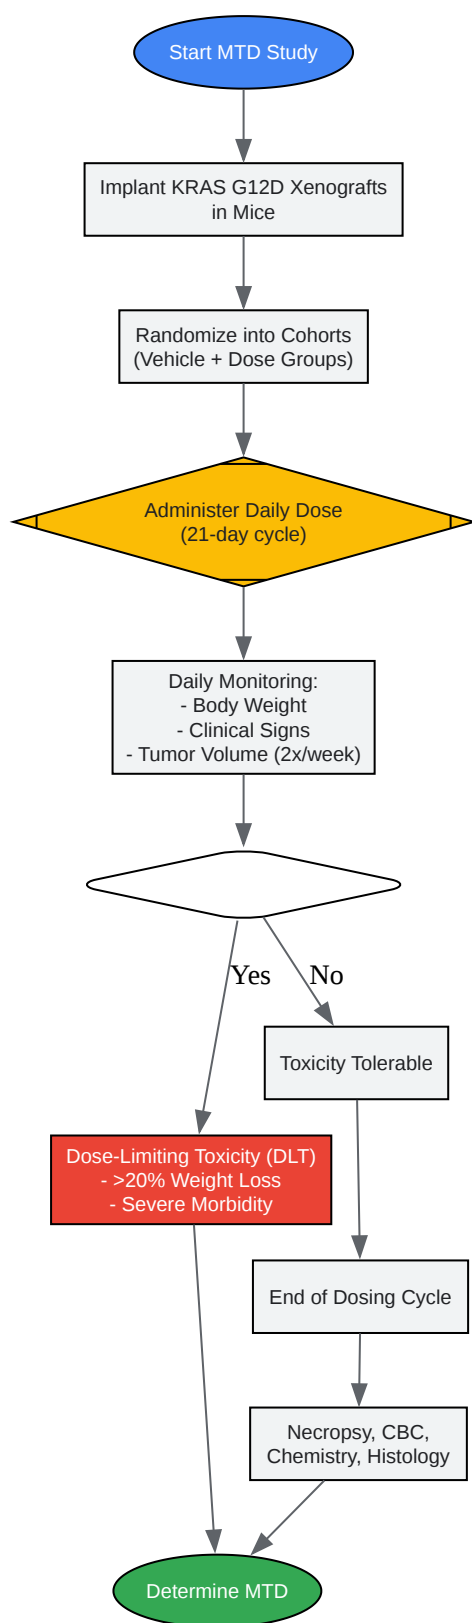 Start MTD Study
Implant KRAS G12D Xenografts
in Mice
Randomize into Cohorts
(Vehicle + Dose Groups)
Administer Daily Dose
(21-day cycle)
Daily Monitoring:
- Body Weight
- Clinical Signs
- Tumor Volume (2x/week)
Yes
No
Toxicity Tolerable
Dose-Limiting Toxicity (DLT)
- >20% Weight Loss
- Severe Morbidity
End of Dosing Cycle
Necropsy, CBC,
Chemistry, Histology
Determine MTD